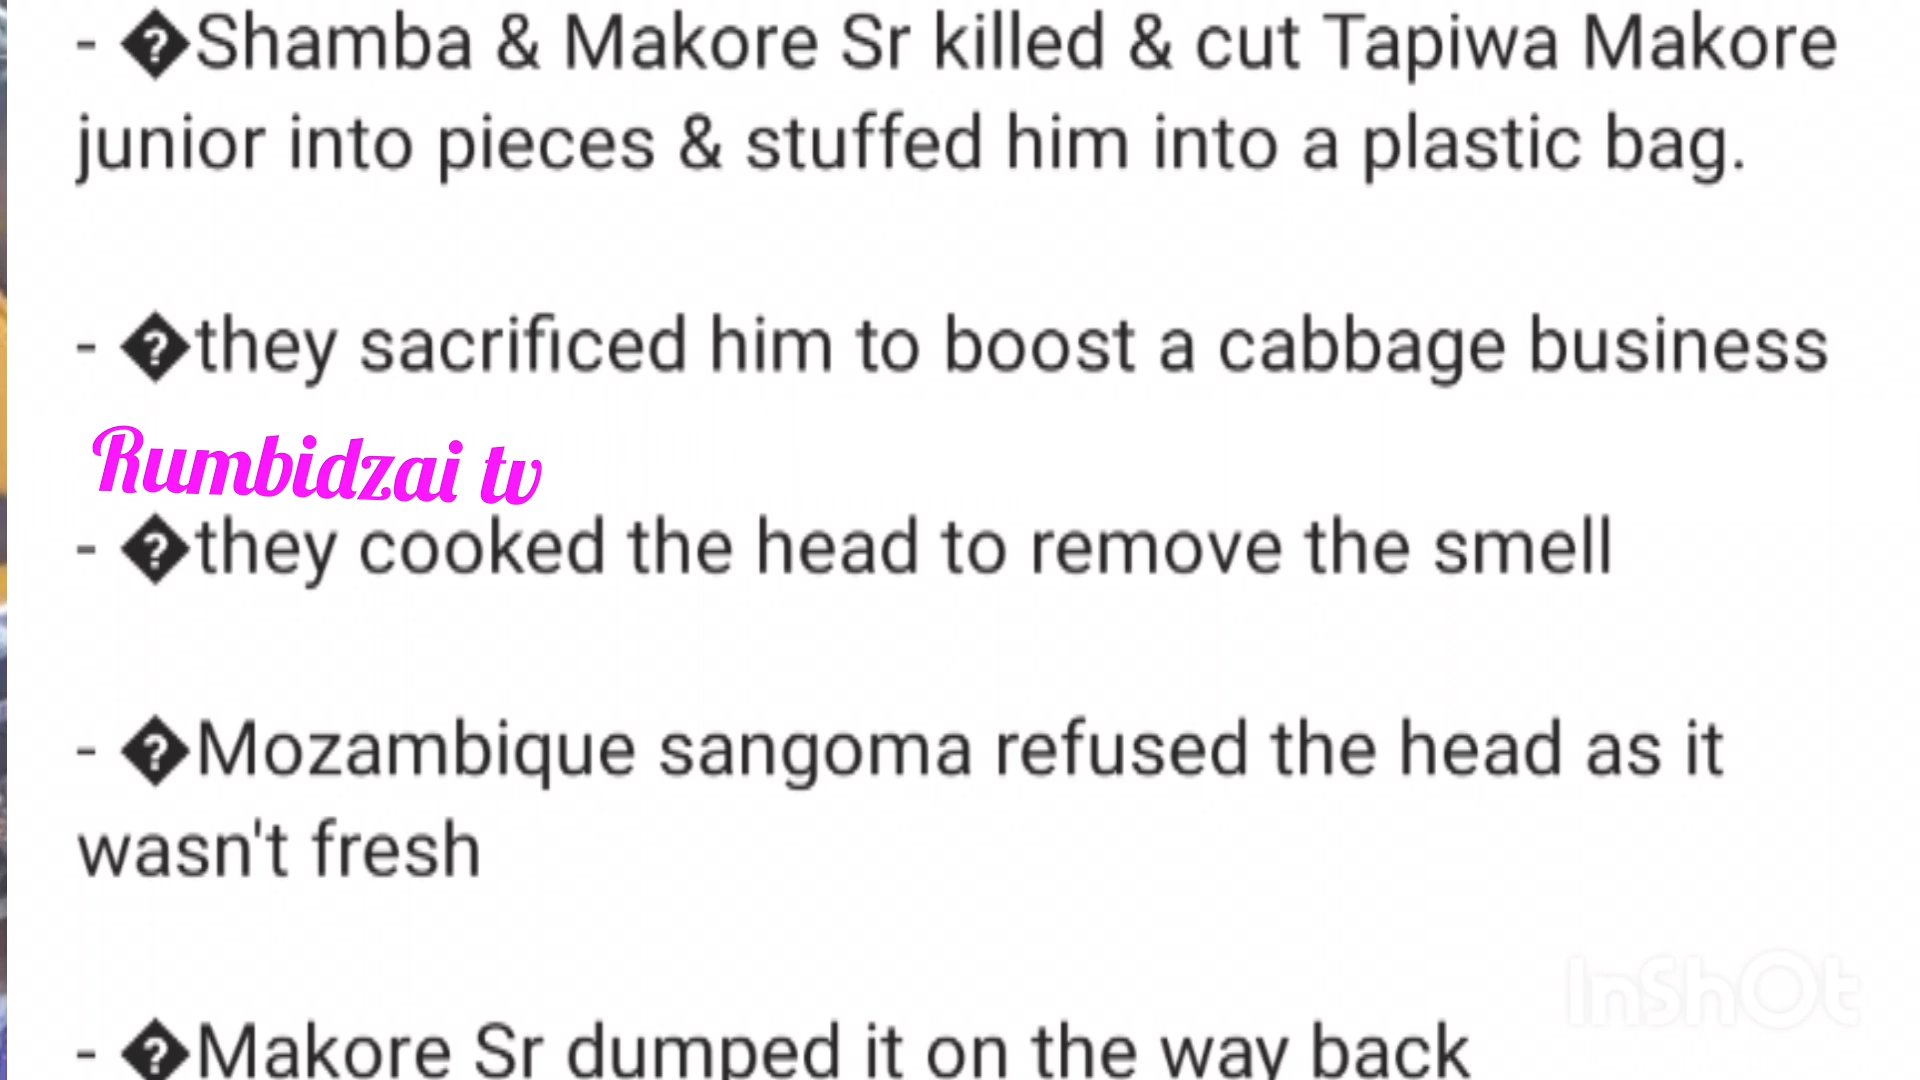 - �Shamba & Makore Sr killed & cut Tapiwa Makore
junior into pieces & stuffed him into a plastic bag.
- �they sacrificed him to boost a cabbage business
Rumbidzai tv
- �they cooked the head to remove the smell
- �Mozambique sangoma refused the head as it
wasn't fresh
InShOt
- �Makore Sr dumped it on the way back